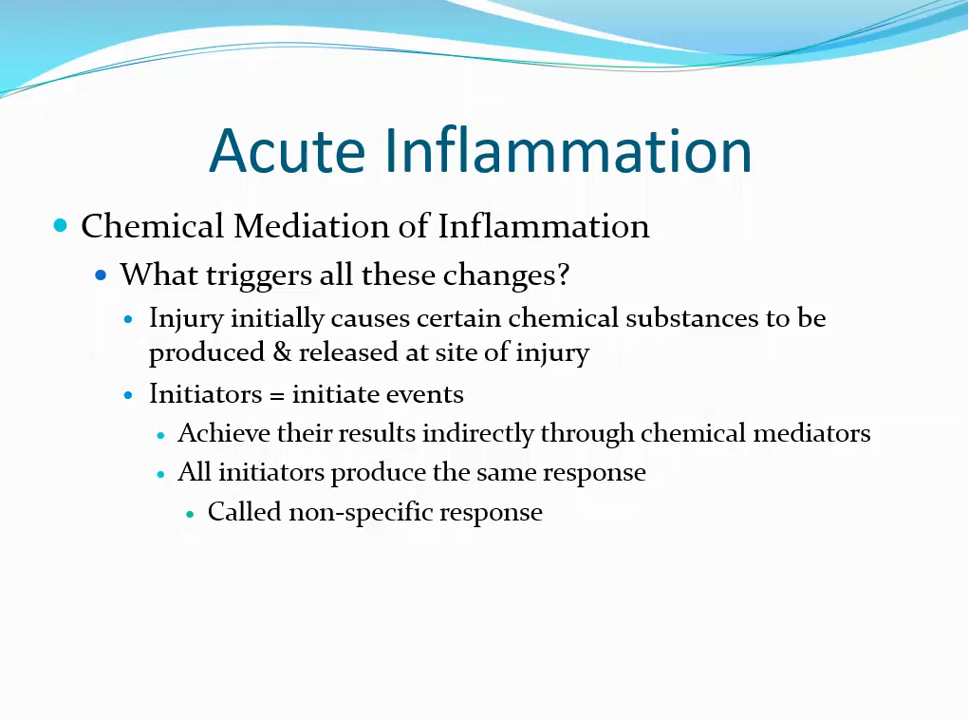 Acute Inflammation
Chemical Mediation of Inflammation
What triggers all these changes?
Injury initially causes certain chemical substances to be
produced & released at site of injury
Initiators = initiate events
Achieve their results indirectly through chemical mediators
All initiators produce the same response
Called non-specific response